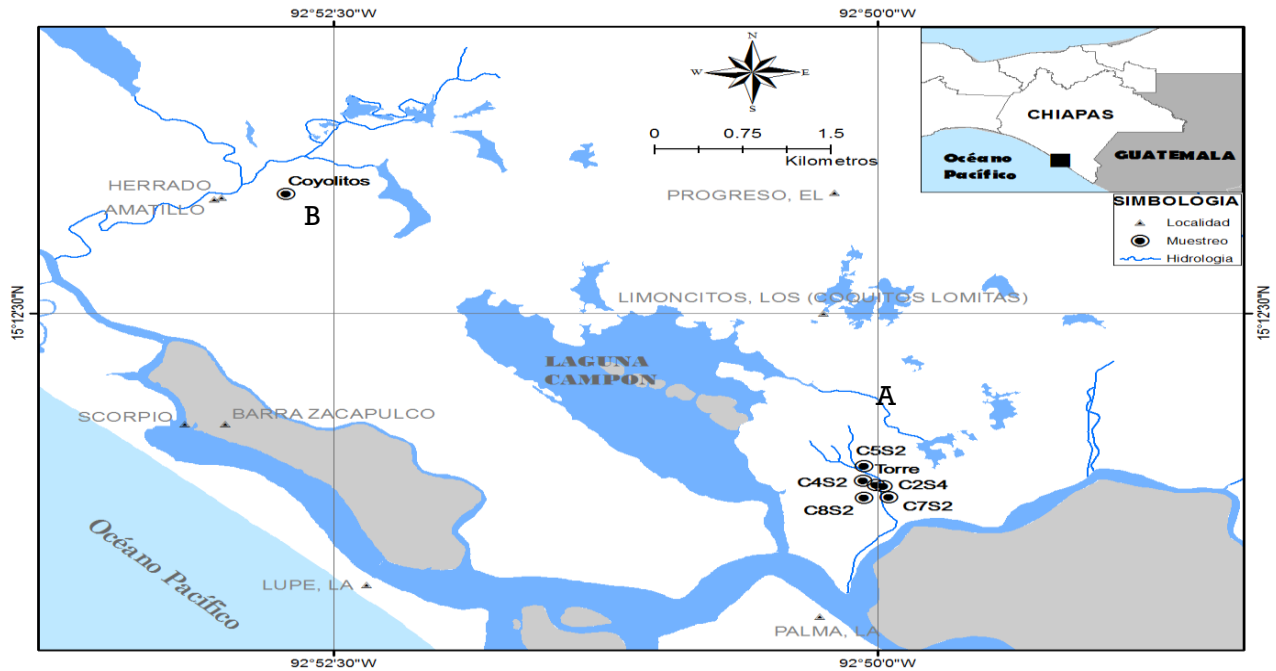 92°52'30"W
92°50'0"W
N
W
E
S
0
0.75
1.5
Kilometros
CHIAPAS
Océano
Pacífico
GUATEMALA
SIMBOLOGIA
Localidad
Muestreo
Hidrologia
HERRADO
AMATILLO
Coyolitos
B
PROGRESO, EL
15°12'30"N
15°12'30"N
LIMONCITOS, LOS (COQUITOS LOMITAS)
LAGUNA
CAMPON
A
SCORPIO
BARRA ZACAPULCO
C5S2
Torre
C4S2
C2S4
C8S2
C7S2
Océano Pacífico
LUPE, LA
PALMA, LA
92°52'30"W
92°50'0"W